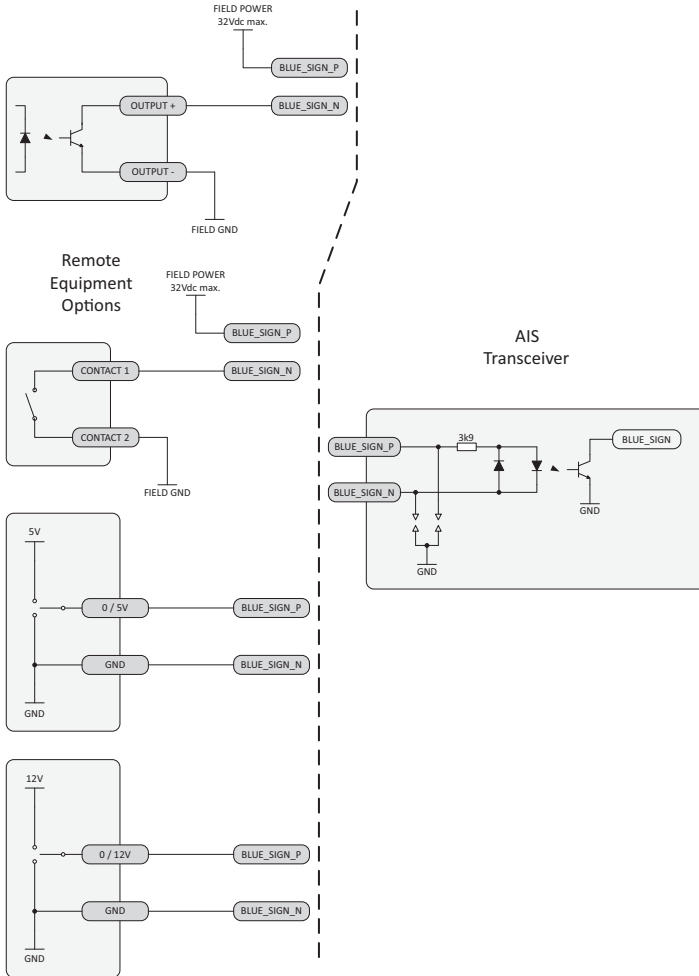 FIELD POWER
32Vdc max.
BLUE_SIGN_P
OUTPUT +
BLUE_SIGN_N
OUTPUT -
FIELD GND
Remote
Equipment
Options
FIELD POWER
32Vdc max.
BLUE_SIGN_P
CONTACT 1
BLUE_SIGN_N
CONTACT 2
FIELD GND
5V
0 / 5V
BLUE_SIGN_P
GND
BLUE_SIGN_N
GND
12V
0 / 12V
BLUE_SIGN_P
GND
BLUE_SIGN_N
GND
AIS
Transceiver
BLUE_SIGN_P
3k9
BLUE_SIGN
BLUE_SIGN_N
GND
GND